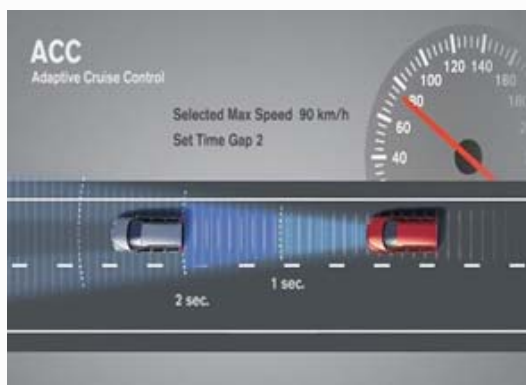 ACC
Adaptive Cruise Control
Selected Max Speed 90 km/h
Set Time Gap 2
40
60
80
100
120
140
160
2 sec.
1 sec.